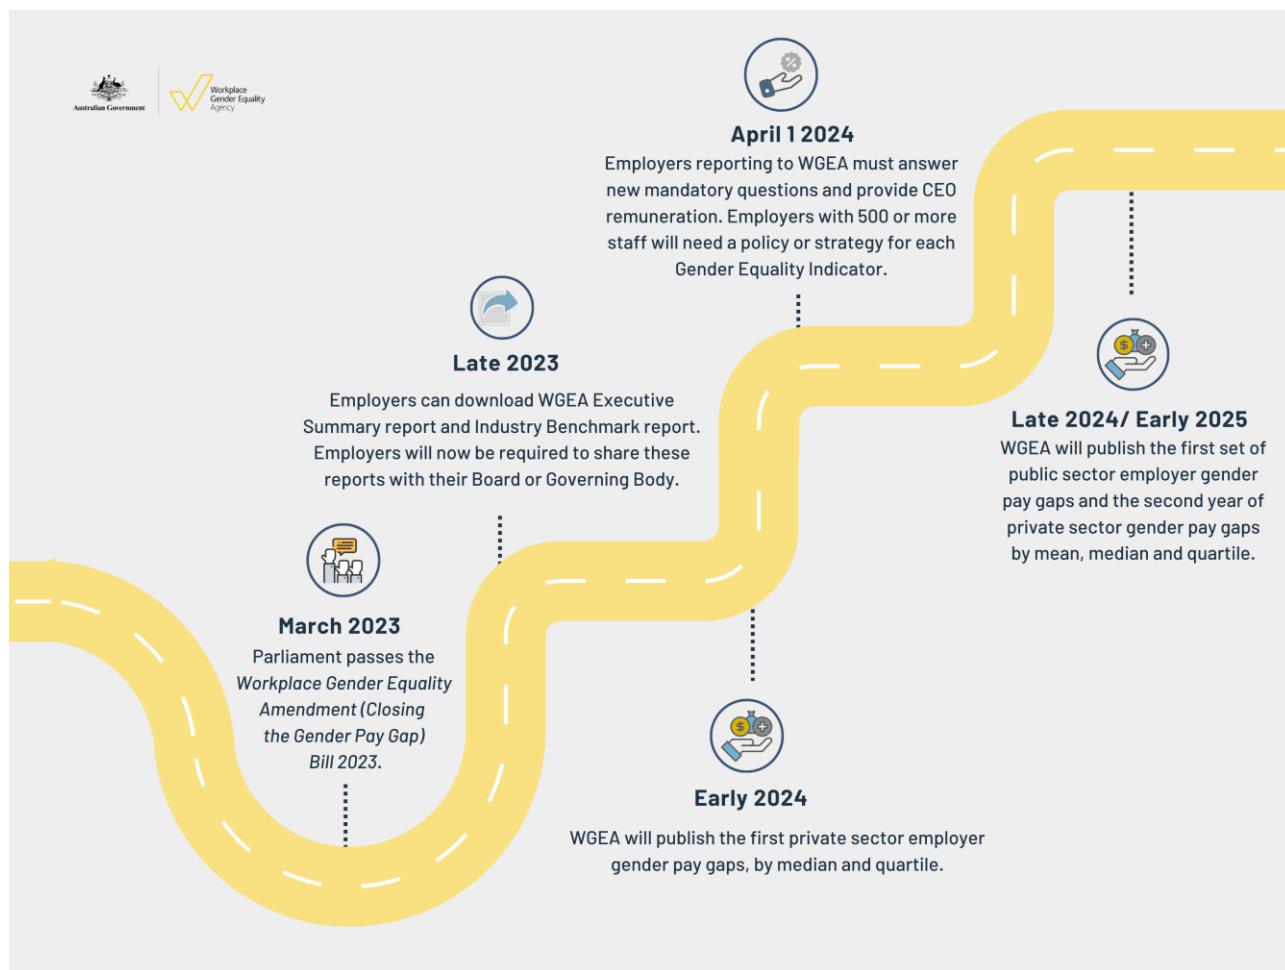 Australian Government
Workplace
Gender Equality
Agency
March 2023
Parliament passes the
Workplace Gender Equality
Amendment (Closing
the Gender Pay Gap)
Bill 2023.
Late 2023
Employers can download WGEA Executive
Summary report and Industry Benchmark report.
Employers will now be required to share these
reports with their Board or Governing Body.
Early 2024
WGEA will publish the first private sector employer
gender pay gaps, by median and quartile.
April 1 2024
Employers reporting to WGEA must answer
new mandatory questions and provide CEO
remuneration. Employers with 500 or more
staff will need a policy or strategy for each
Gender Equality Indicator.
Late 2024/ Early 2025
WGEA will publish the first set of
public sector employer gender
pay gaps and the second year of
private sector gender pay gaps
by mean, median and quartile.